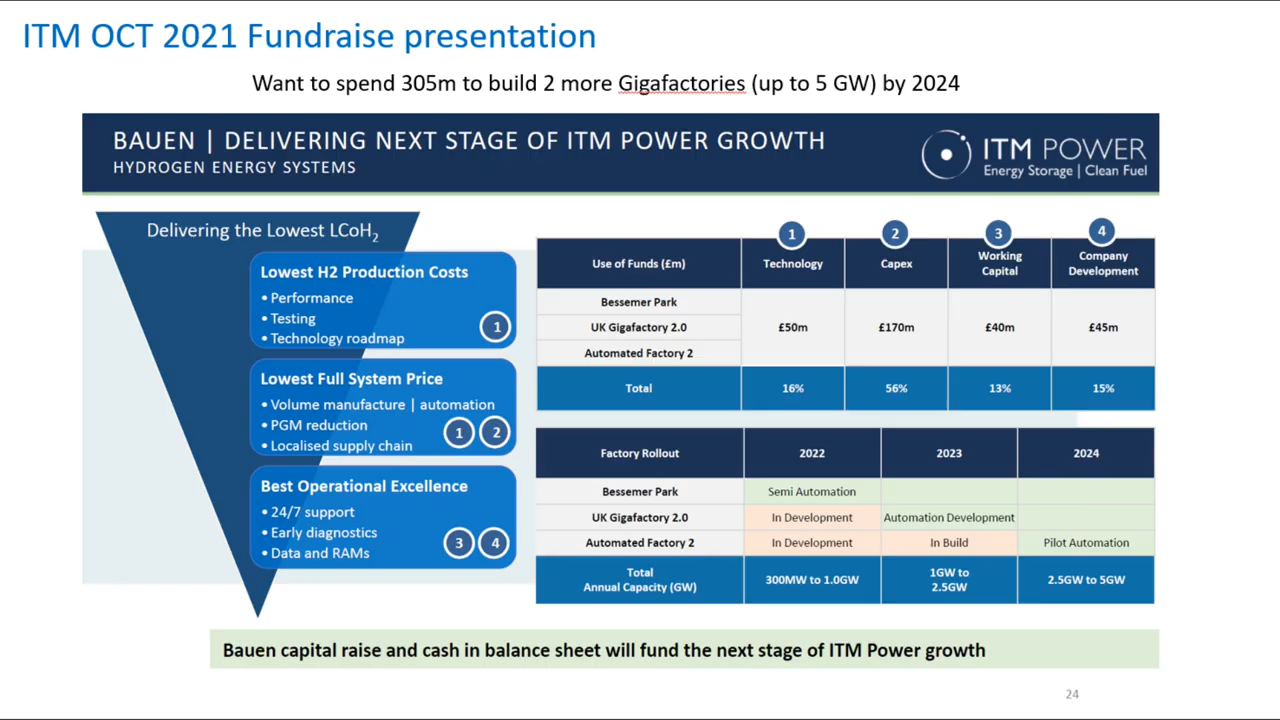 ITM OCT 2021 Fundraise presentation
Want to spend 305m to build 2 more Gigafactories (up to 5 GW) by 2024
BAUEN | DELIVERING NEXT STAGE OF ITM POWER GROWTH
HYDROGEN ENERGY SYSTEMS
ITM POWER
Energy Storage | Clean Fuel
Delivering the Lowest LCoH2
Lowest H2 Production Costs
• Performance
• Testing
• Technology roadmap
1
Lowest Full System Price
• Volume manufacture | automation
• PGM reduction
• Localised supply chain
1 2
Best Operational Excellence
• 24/7 support
• Early diagnostics
• Data and RAMs
3 4
1 2 3 4
Use of Funds (£m) Technology Capex Working Capital Company Development
Bessemer Park
UK Gigafactory 2.0 £50m £170m £40m £45m
Automated Factory 2
Total 16% 56% 13% 15%
Factory Rollout 2022 2023 2024
Bessemer Park Semi Automation
UK Gigafactory 2.0 In Development Automation Development
Automated Factory 2 In Development In Build Pilot Automation
Total Annual Capacity (GW) 300MW to 1.0GW 1GW to 2.5GW 2.5GW to 5GW
Bauen capital raise and cash in balance sheet will fund the next stage of ITM Power growth
24